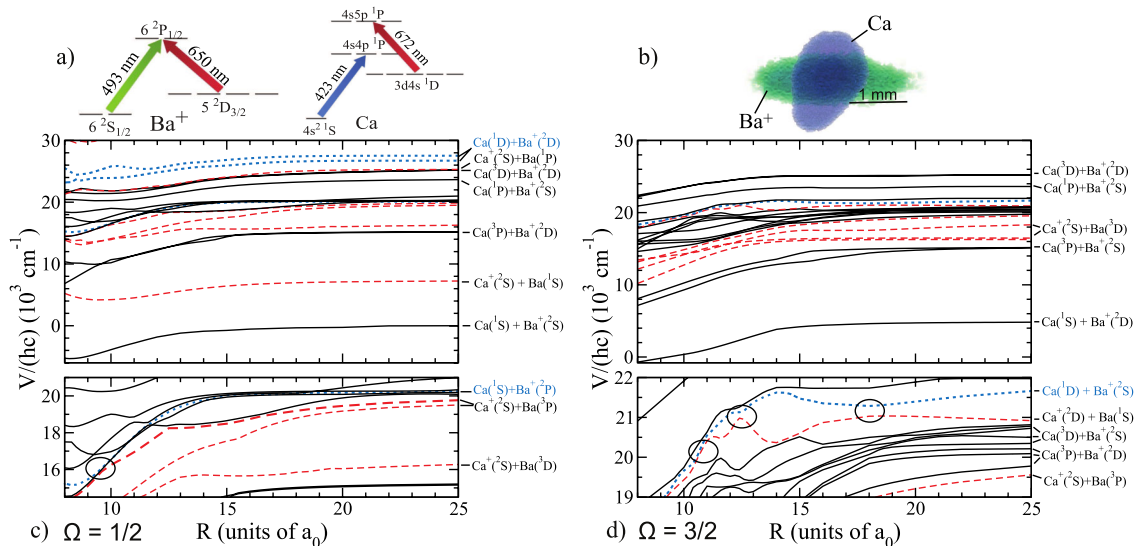 a)
6 ²P₁/₂
493 nm
650 nm
5 ²D₃/₂
6 ²S₁/₂
Ba⁺
4s5p ¹P
4s4p ¹P
672 nm
423 nm
3d4s ¹D
4s² ¹S
Ca
b)
Ca
1 mm
Ba⁺
V/(hc) (10³ cm⁻¹)
30
20
10
0
10
15
20
25
Ca(¹D)+Ba⁺(²D)
Ca⁺(²S)+Ba(¹P)
Ca(³D)+Ba⁺(²D)
Ca(¹P)+Ba⁺(²S)
Ca(³P)+Ba⁺(²D)
Ca⁺(²S) + Ba(¹S)
Ca(¹S) + Ba⁺(²S)
20
18
16
10
15
20
25
Ca(¹S)+Ba⁺(²P)
Ca⁺(²S)+Ba(³P)
Ca⁺(²S)+Ba(³D)
c) Ω = 1/2
R (units of a₀)
V/(hc) (10³ cm⁻¹)
30
20
10
0
10
15
20
25
Ca(³D)+Ba⁺(²D)
Ca(¹P)+Ba⁺(²S)
Ca⁺(²S)+Ba(³D)
Ca(³P)+Ba⁺(²S)
Ca(¹S) + Ba⁺(²D)
22
21
20
19
10
15
20
25
Ca(¹D) + Ba⁺(²S)
Ca⁺(²D) + Ba(¹S)
Ca(³D)+Ba⁺(²S)
Ca(³P)+Ba⁺(²D)
Ca⁺(²S)+Ba(³P)
d) Ω = 3/2
R (units of a₀)